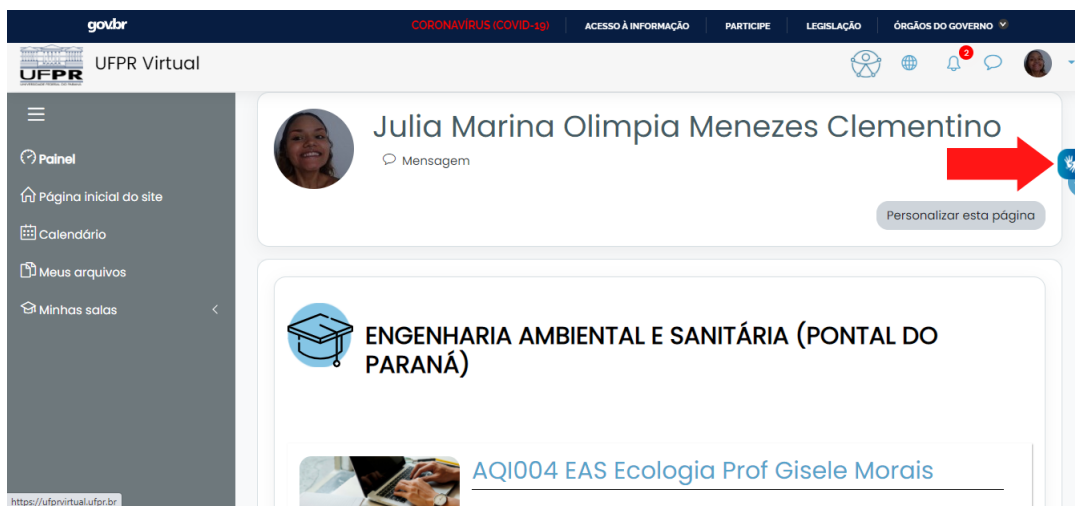 gov.br
CORONAVÍRUS (COVID-19)
ACESSO À INFORMAÇÃO
PARTICIPE
LEGISLAÇÃO
ÓRGÃOS DO GOVERNO
UFPR
UFPR Virtual
2
Painel
Página inicial do site
Calendário
Meus arquivos
Minhas salas
Julia Marina Olimpia Menezes Clementino
Mensagem
Personalizar esta página
ENGENHARIA AMBIENTAL E SANITÁRIA (PONTAL DO
PARANÁ)
AQI004 EAS Ecologia Prof Gisele Morais
https://ufprvirtual.ufpr.br